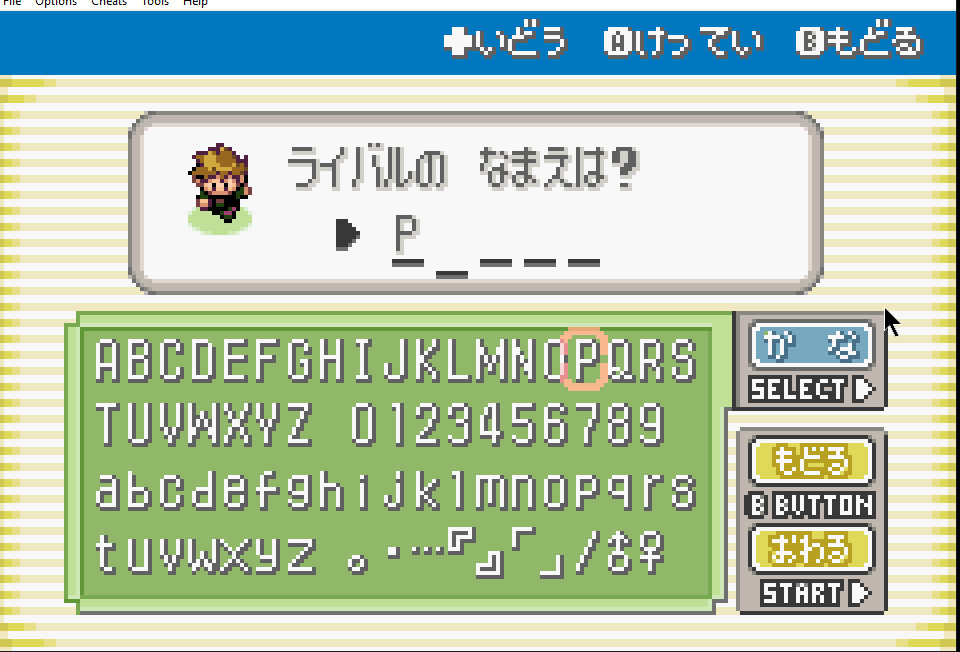 File Options Cheats Tools Help
いどう Aけってい Bもどる
ライバルの なまえは?
P
ABCDEFGHIJKLMNOPQRS
TUVWXYZ 0123456789
abcdefghijklmnopqrs
tuvwxyz 。・…『』「」/♂♀
かな
SELECT
もどる
B BUTTON
おわる
START